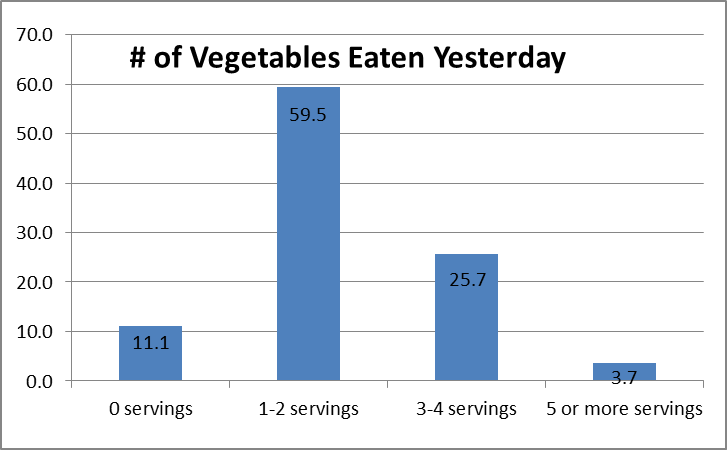 # of Vegetables Eaten Yesterday
70.0
60.0
50.0
40.0
30.0
20.0
10.0
0.0
11.1
59.5
25.7
3.7
0 servings
1-2 servings
3-4 servings
5 or more servings